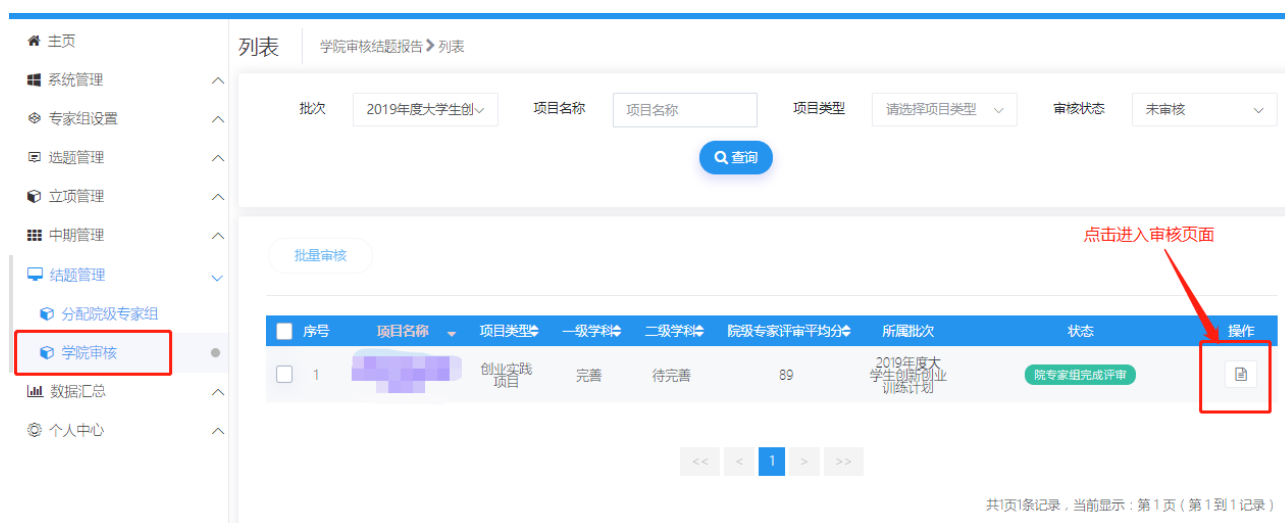 主页
系统管理
专家组设置
选题管理
立项管理
中期管理
结题管理
分配院级专家组
学院审核
数据汇总
个人中心
列表 学院审核结题报告 > 列表
批次 2019年度大学生创 项目名称 项目名称 项目类型 请选择项目类型 审核状态 未审核
查询
点击进入审核页面
批量审核
序号 项目名称 项目类型 一级学科 二级学科 院级专家评审平均分 所属批次 状态 操作
1 创业实践 完善 待完善 89 2019年度大 院专家组完成评审
项目 学生创新创业
训练计划
<< < 1 > >>
共1页1条记录，当前显示：第 1 页（第 1 到 1 记录）